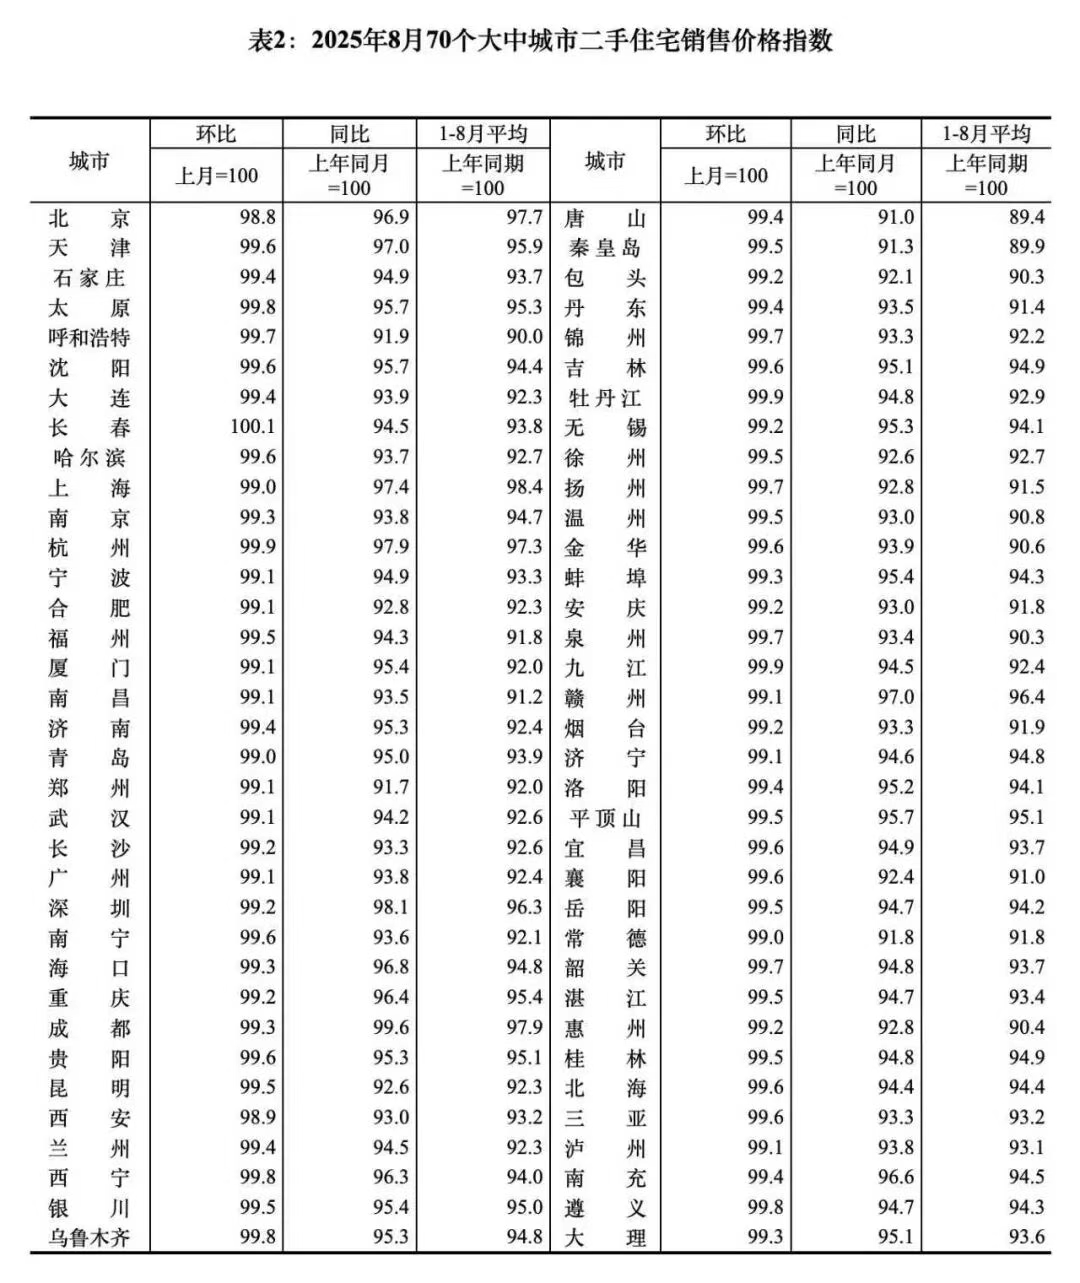 表2：2025年8月70个大中城市二手住宅销售价格指数
城市 环比 同比 1-8月平均 城市 环比 同比 1-8月平均
上月=100 上年同月=100 上年同期=100 上月=100 上年同月=100 上年同期=100
北京 98.8 96.9 97.7 唐山 99.4 91.0 89.4
天津 99.6 97.0 95.9 秦皇岛 99.5 91.3 89.9
石家庄 99.4 94.9 93.7 包头 99.2 92.1 90.3
太原 99.8 95.7 95.3 丹东 99.4 93.5 91.4
呼和浩特 99.7 91.9 90.0 锦州 99.7 93.3 92.2
沈阳 99.6 95.7 94.4 吉林 99.6 95.1 94.9
大连 99.4 93.9 92.3 牡丹江 99.9 94.8 92.9
长春 100.1 94.5 93.8 无锡 99.2 95.3 94.1
哈尔滨 99.6 93.7 92.7 徐州 99.5 92.6 92.7
上海 99.0 97.4 98.4 扬州 99.7 92.8 91.5
南京 99.3 93.8 94.7 温州 99.5 93.0 90.8
杭州 99.9 97.9 97.3 金华 99.6 93.9 90.6
宁波 99.1 94.9 93.3 蚌埠 99.3 95.4 94.3
合肥 99.1 92.8 92.3 安庆 99.2 93.0 91.8
福州 99.5 94.3 91.8 泉州 99.7 93.4 90.3
厦门 99.1 95.4 92.0 九江 99.9 94.5 92.4
南昌 99.1 93.5 91.2 赣州 99.1 97.0 96.4
济南 99.4 95.3 92.4 烟台 99.2 93.3 91.9
青岛 99.0 95.0 93.9 济宁 99.1 94.6 94.8
郑州 99.1 91.7 92.0 洛阳 99.4 95.2 94.1
武汉 99.1 94.2 92.6 平顶山 99.5 95.7 95.1
长沙 99.2 93.3 92.6 宜昌 99.6 94.9 93.7
广州 99.1 93.8 92.4 襄阳 99.6 92.4 91.0
深圳 99.2 98.1 96.3 岳阳 99.5 94.7 94.2
南宁 99.6 93.6 92.1 常德 99.0 91.8 91.8
海口 99.3 96.8 94.8 韶关 99.7 94.8 93.7
重庆 99.2 96.4 95.4 湛江 99.5 94.7 93.4
成都 99.3 99.6 97.9 惠州 99.2 92.8 90.4
贵阳 99.6 95.3 95.1 桂林 99.5 94.8 94.9
昆明 99.5 92.6 92.3 北海 99.6 94.4 94.4
西安 98.9 93.0 93.2 三亚 99.6 93.3 93.2
兰州 99.4 94.5 92.3 泸州 99.1 93.8 93.1
西宁 99.8 96.3 94.0 南充 99.4 96.6 94.5
银川 99.5 95.4 95.0 遵义 99.8 94.7 94.3
乌鲁木齐 99.8 95.3 94.8 大理 99.3 95.1 93.6